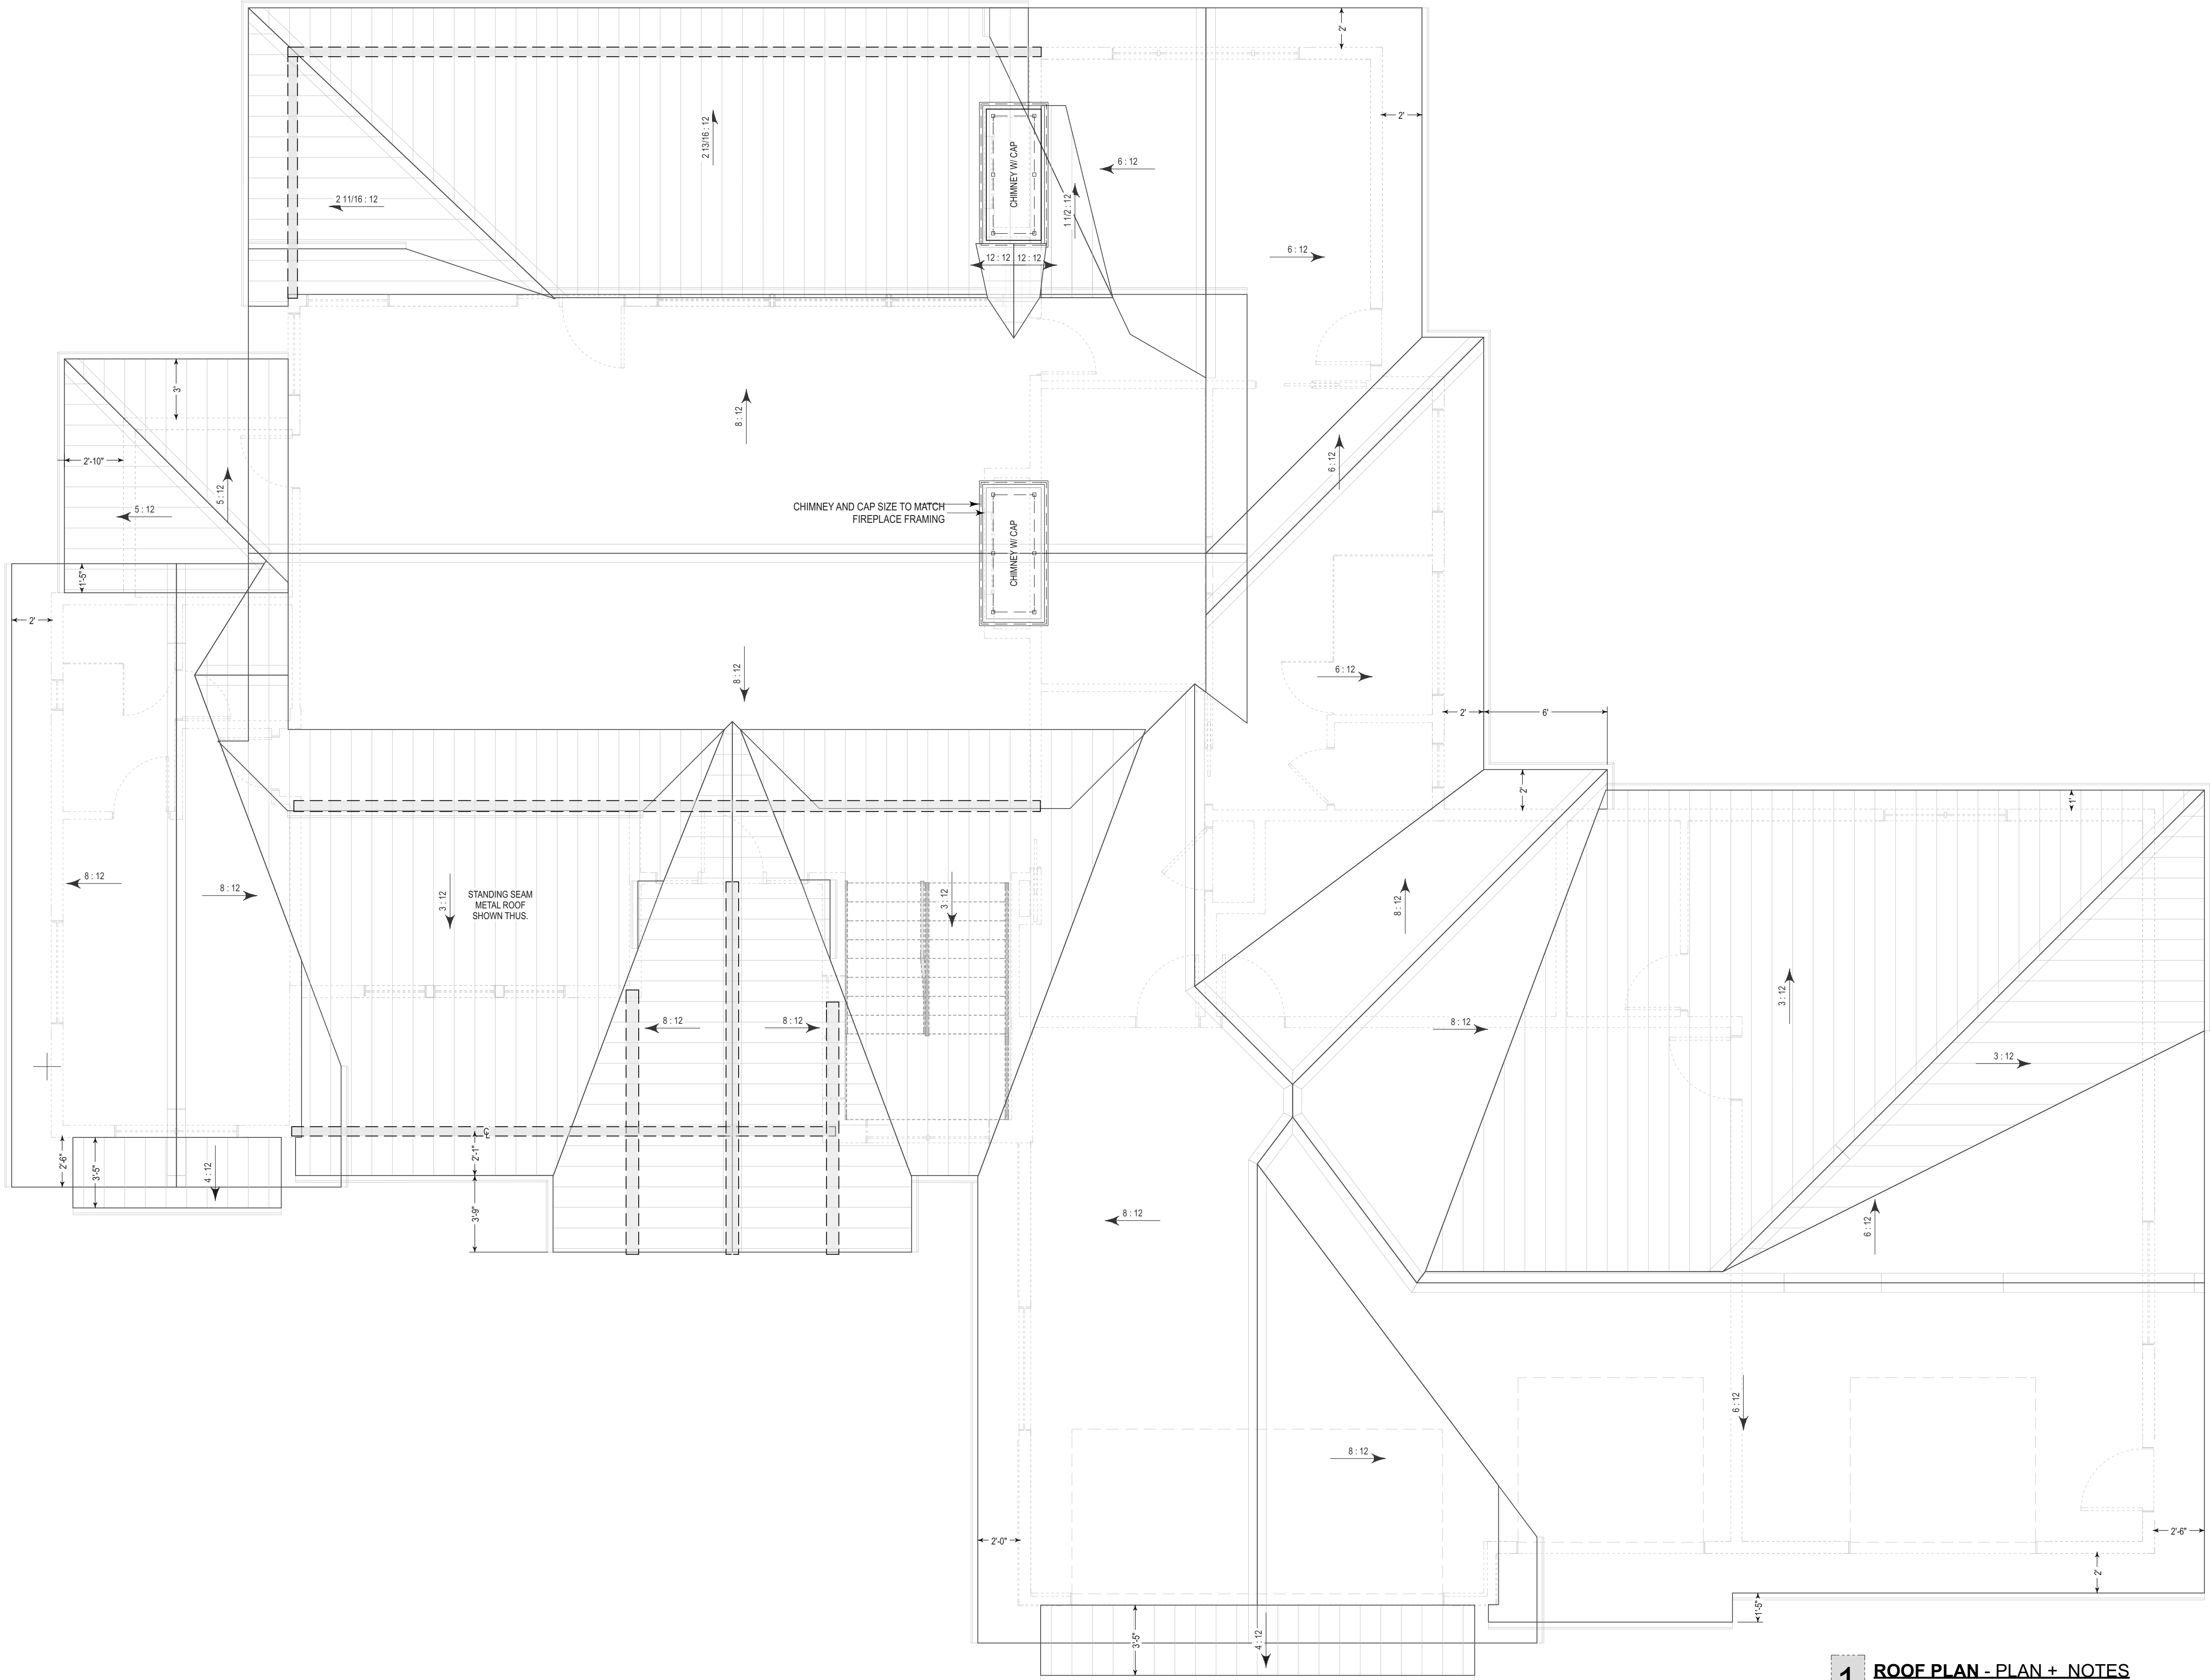 2'
2 13/16 : 12
CHIMNEY W/ CAP
2'
6 : 12
1 1/2 : 12
2 11/16 : 12
12 : 12
12 : 12
6 : 12
3'
8 : 12
2'-10"
5 : 12
5 : 12
6 : 12
CHIMNEY AND CAP SIZE TO MATCH
FIREPLACE FRAMING
CHIMNEY W/ CAP
1'-5"
2'
8 : 12
6 : 12
2'
6'
2'
1'
8 : 12
8 : 12
3 : 12
STANDING SEAM
METAL ROOF
SHOWN THUS.
3 : 12
8 : 12
3 : 12
8 : 12
8 : 12
8 : 12
3 : 12
CL
2'-1"
2'-6"
3'-5"
4 : 12
3'-9"
8 : 12
6 : 12
6 : 12
8 : 12
2'-0"
2'-6"
2'
1'-5"
3'-5"
4 : 12
1
ROOF PLAN - PLAN + NOTES